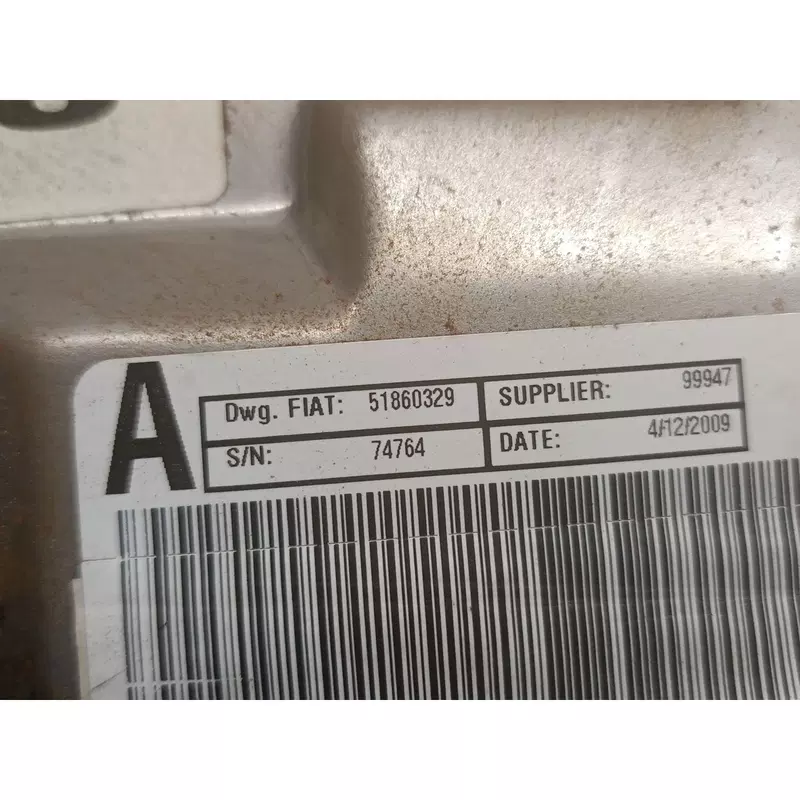 A
Dwg. FIAT: 51860329 SUPPLIER: 99947
S/N: 74764 DATE: 4/12/2009